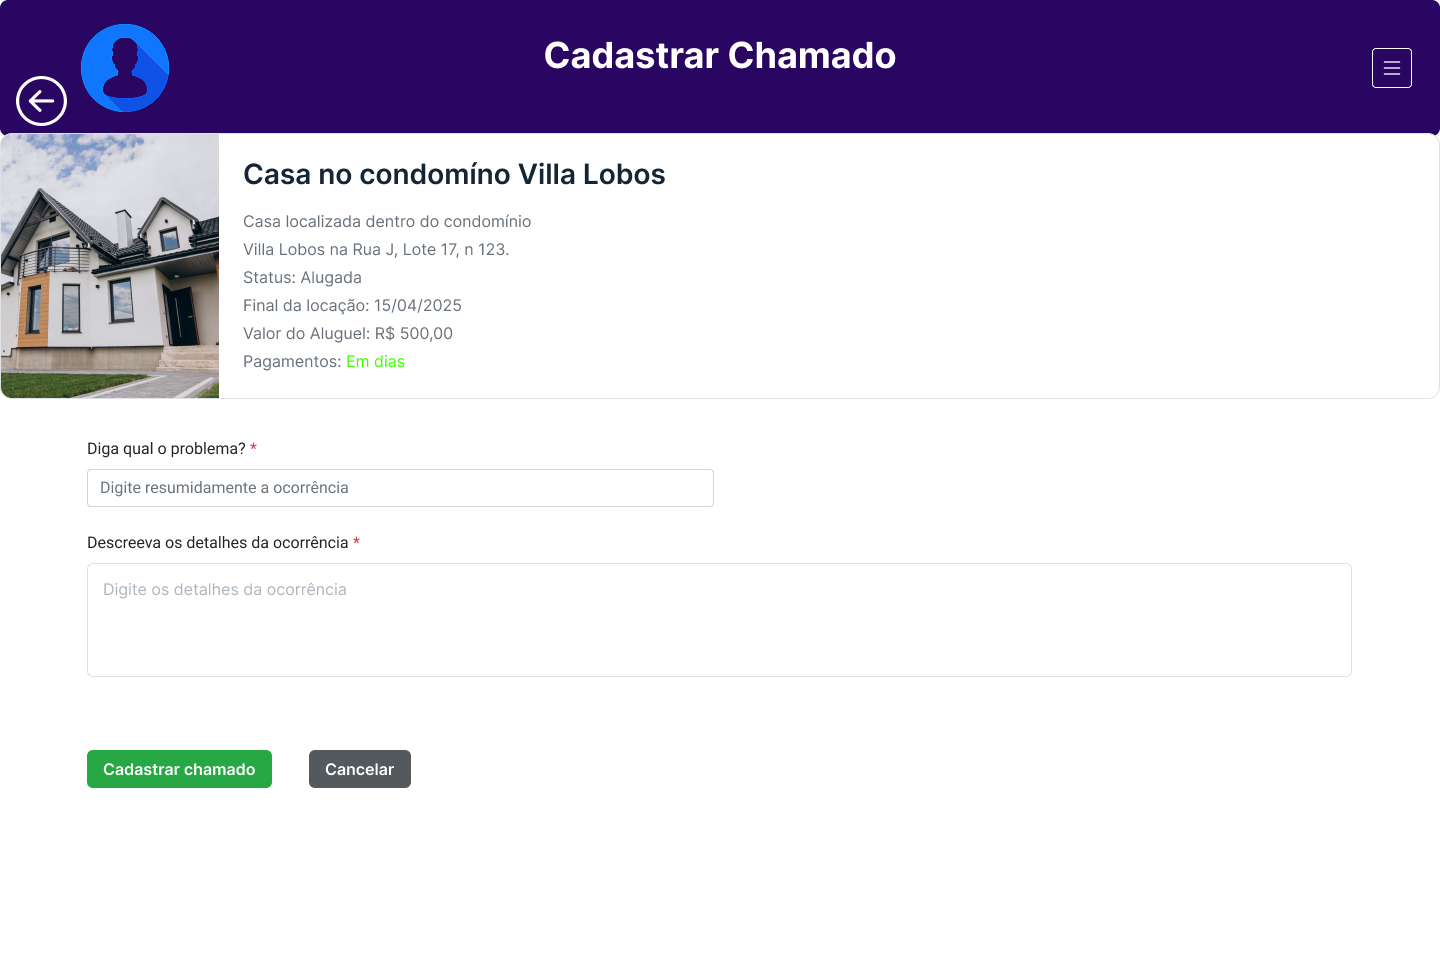 Cadastrar Chamado
Casa no condomíno Villa Lobos
Casa localizada dentro do condomínio
Villa Lobos na Rua J, Lote 17, n 123.
Status: Alugada
Final da locação: 15/04/2025
Valor do Aluguel: R$ 500,00
Pagamentos: Em dias
Diga qual o problema? *
Digite resumidamente a ocorrência
Descreeva os detalhes da ocorrência *
Digite os detalhes da ocorrência
Cadastrar chamado
Cancelar